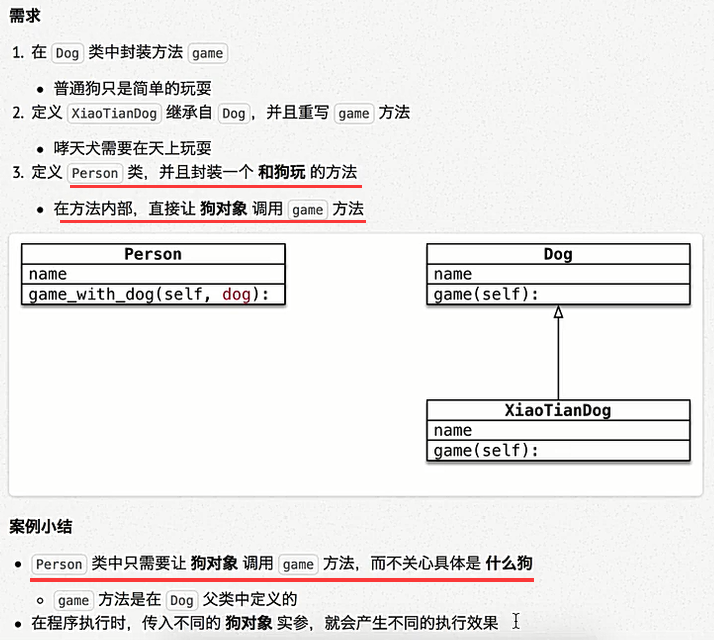 需求
1. 在 Dog 类中封装方法 game
● 普通狗只是简单的玩耍
2. 定义 XiaoTianDog 继承自 Dog，并且重写 game 方法
● 哮天犬需要在天上玩耍
3. 定义 Person 类，并且封装一个 和狗玩 的方法
● 在方法内部，直接让 狗对象 调用 game 方法
Person
name
game_with_dog(self, dog):
Dog
name
game(self):
XiaoTianDog
name
game(self):
案例小结
● Person 类中只需要让 狗对象 调用 game 方法，而不关心具体是 什么狗
○ game 方法是在 Dog 父类中定义的
● 在程序执行时，传入不同的 狗对象 实参，就会产生不同的执行效果